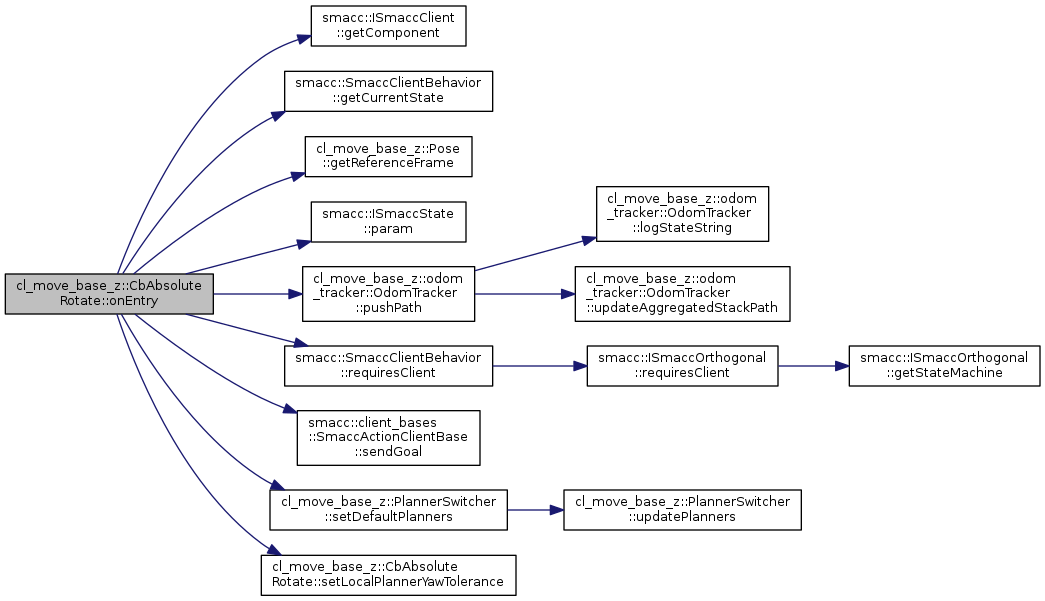 smacc::ISmaccClient
::getComponent
smacc::SmaccClientBehavior
::getCurrentState
cl_move_base_z::Pose
::getReferenceFrame
smacc::ISmaccState
::param
cl_move_base_z::odom
_tracker::OdomTracker
::logStateString
cl_move_base_z::CbAbsolute
Rotate::onEntry
cl_move_base_z::odom
_tracker::OdomTracker
::pushPath
cl_move_base_z::odom
_tracker::OdomTracker
::updateAggregatedStackPath
smacc::SmaccClientBehavior
::requiresClient
smacc::ISmaccOrthogonal
::requiresClient
smacc::ISmaccOrthogonal
::getStateMachine
smacc::client_bases
::SmaccActionClientBase
::sendGoal
cl_move_base_z::PlannerSwitcher
::setDefaultPlanners
cl_move_base_z::PlannerSwitcher
::updatePlanners
cl_move_base_z::CbAbsolute
Rotate::setLocalPlannerYawTolerance